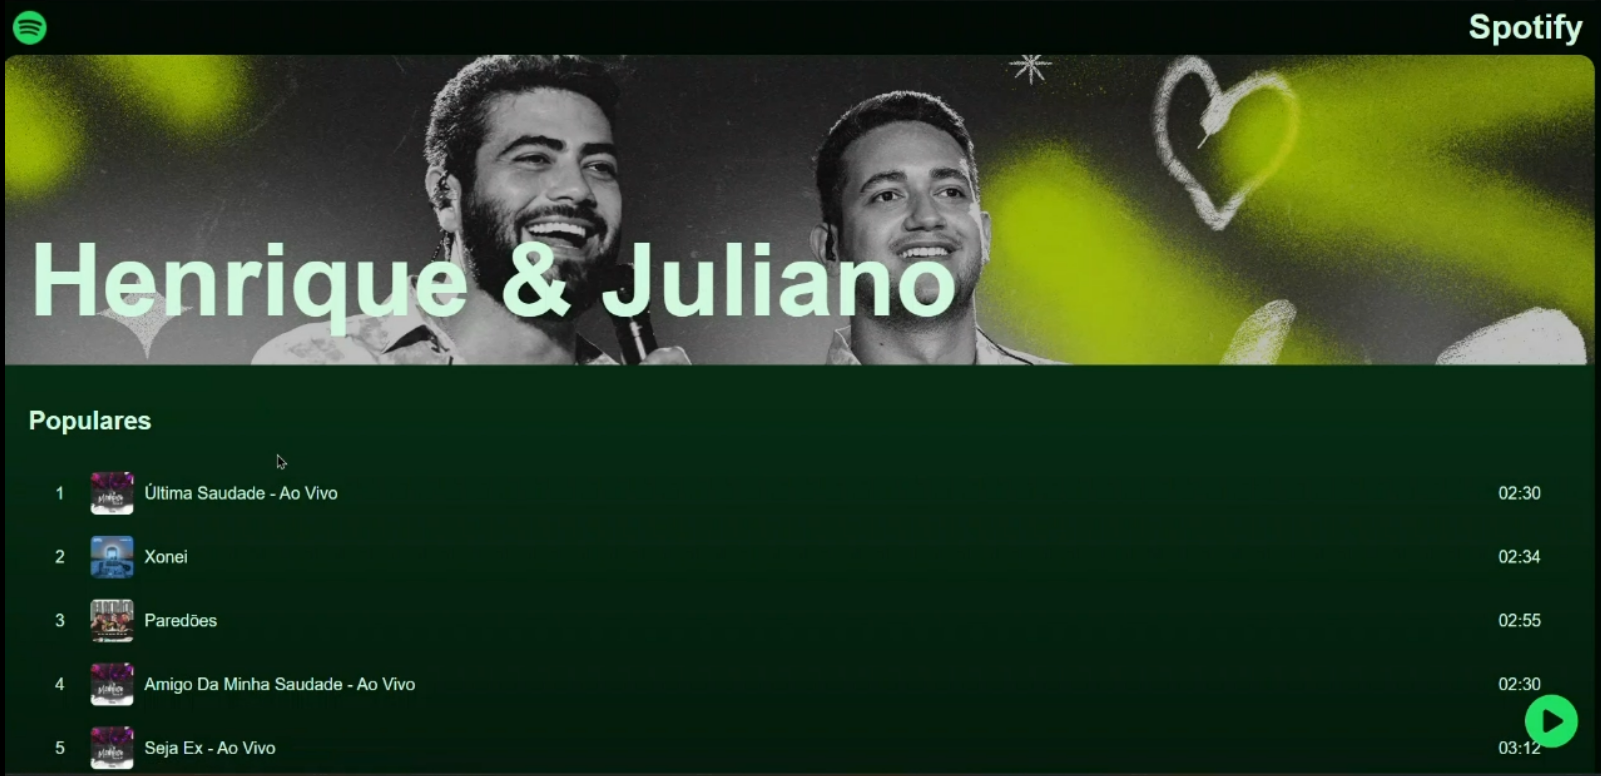 Spotify
Henrique & Juliano
Populares
1 Última Saudade - Ao Vivo 02:30
2 Xonei 02:34
3 Paredões 02:55
4 Amigo Da Minha Saudade - Ao Vivo 02:30
5 Seja Ex - Ao Vivo 03:12